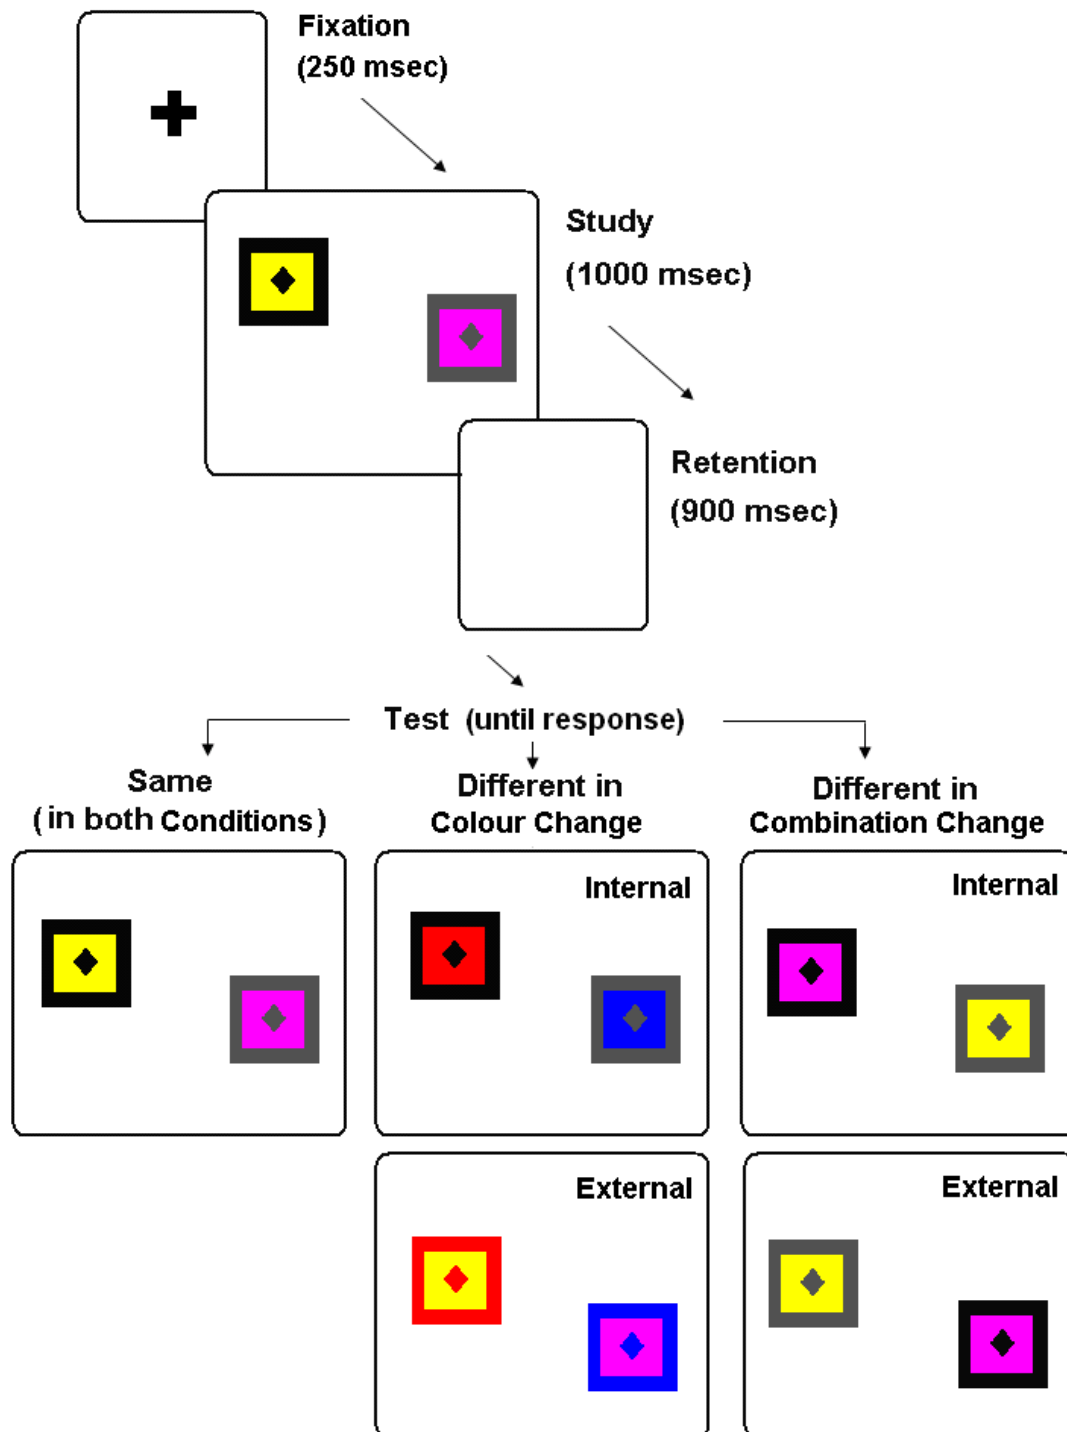 Fixation
(250 msec)
Study
(1000 msec)
Retention
(900 msec)
Test (until response)
Same
(in both Conditions)
Different in
Colour Change
Different in
Combination Change
Internal
Internal
External
External